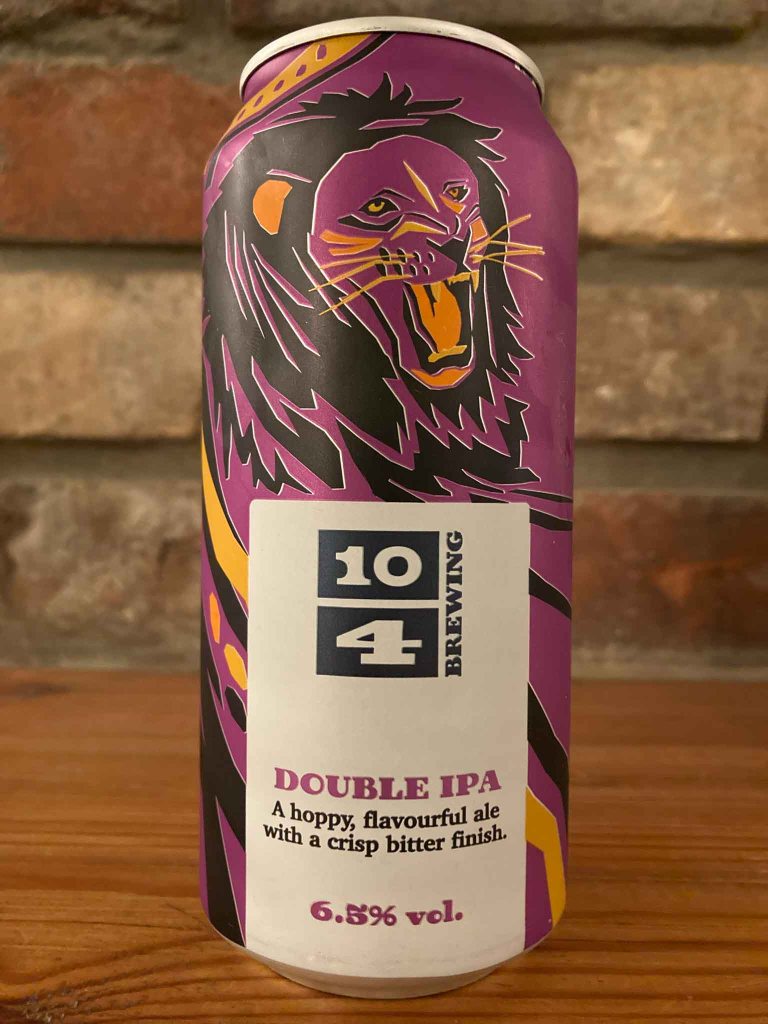 10
4
BREWING
DOUBLE IPA
A hoppy, flavourful ale
with a crisp bitter finish.
6.5% vol.